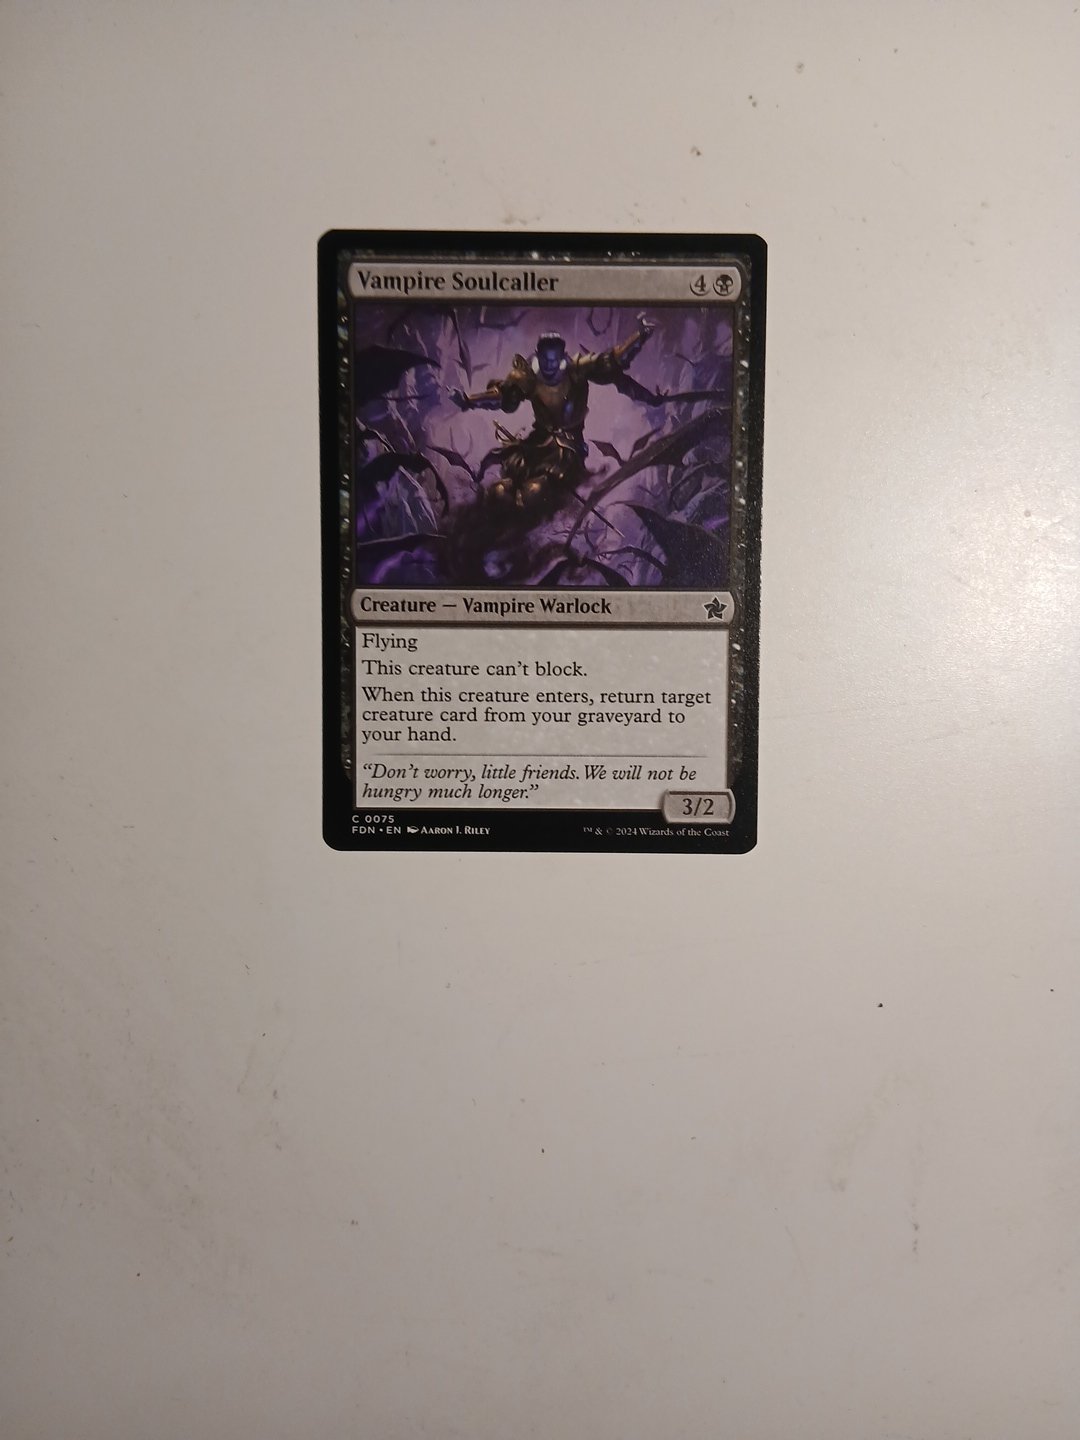 Vampire Soulcaller 4
Creature — Vampire Warlock
Flying
This creature can't block.
When this creature enters, return target
creature card from your graveyard to
your hand.
“Don't worry, little friends. We will not be
hungry much longer.”
3/2
C 0075
FDN • EN AARON J. RILEY
™ & © 2024 Wizards of the Coast